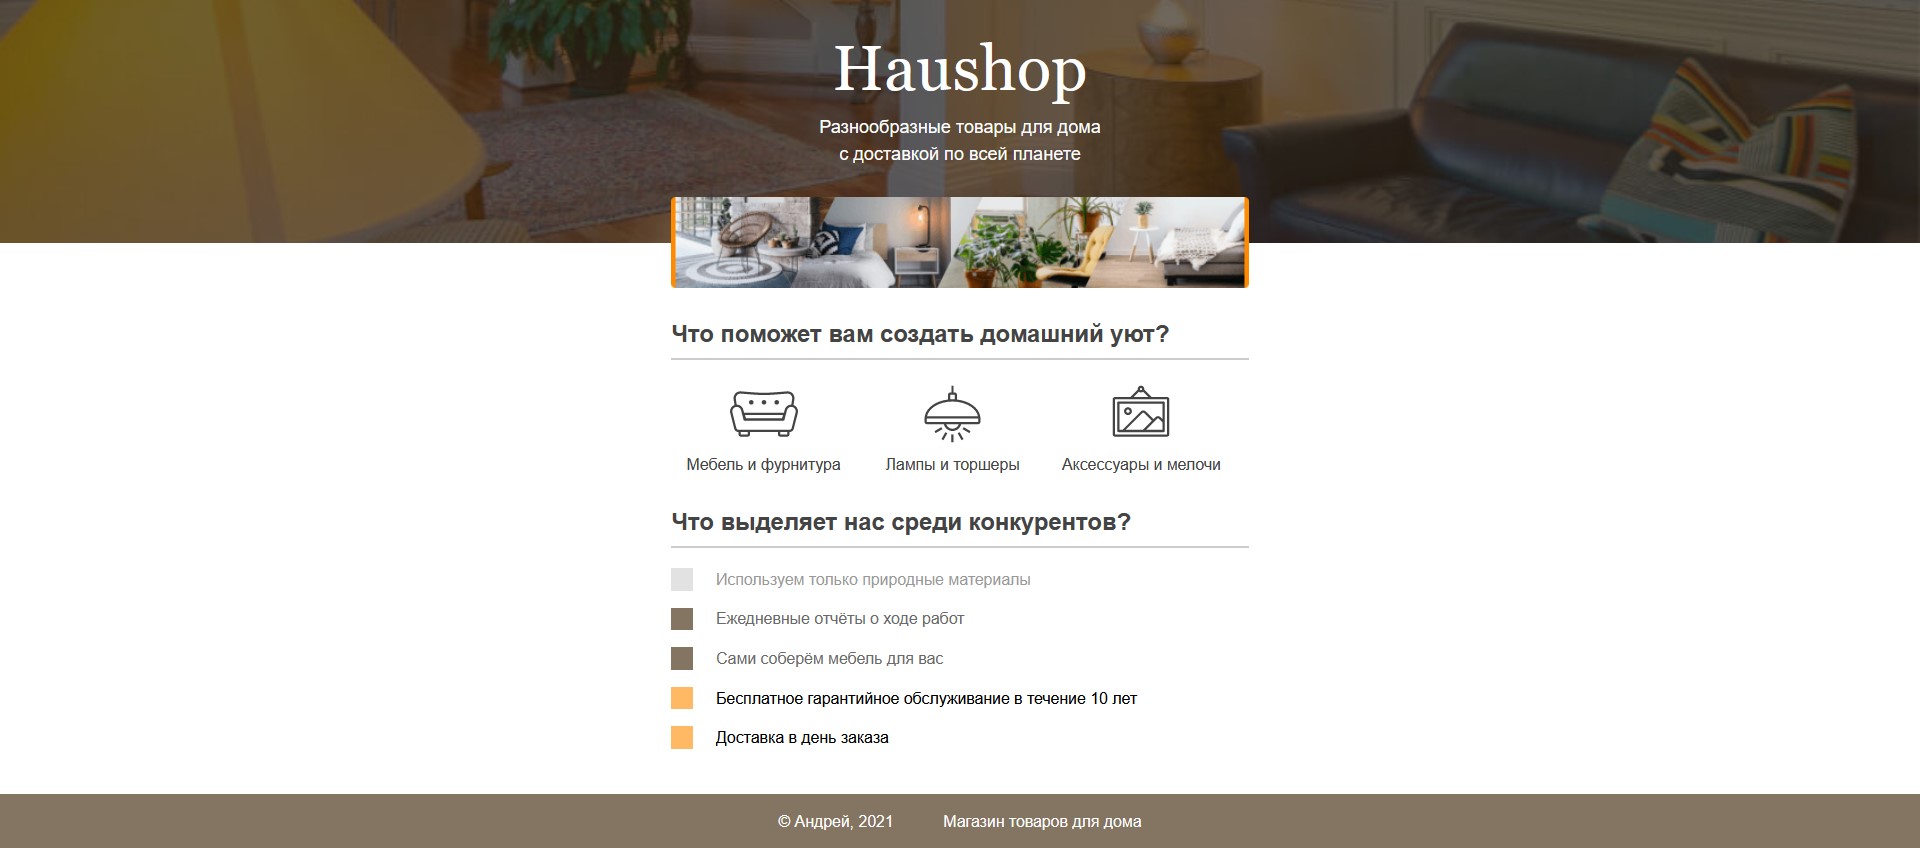 Haushop
Разнообразные товары для дома
с доставкой по всей планете
Что поможет вам создать домашний уют?
Мебель и фурнитура
Лампы и торшеры
Аксессуары и мелочи
Что выделяет нас среди конкурентов?
Используем только природные материалы
Ежедневные отчёты о ходе работ
Сами соберём мебель для вас
Бесплатное гарантийное обслуживание в течение 10 лет
Доставка в день заказа
© Андрей, 2021
Магазин товаров для дома